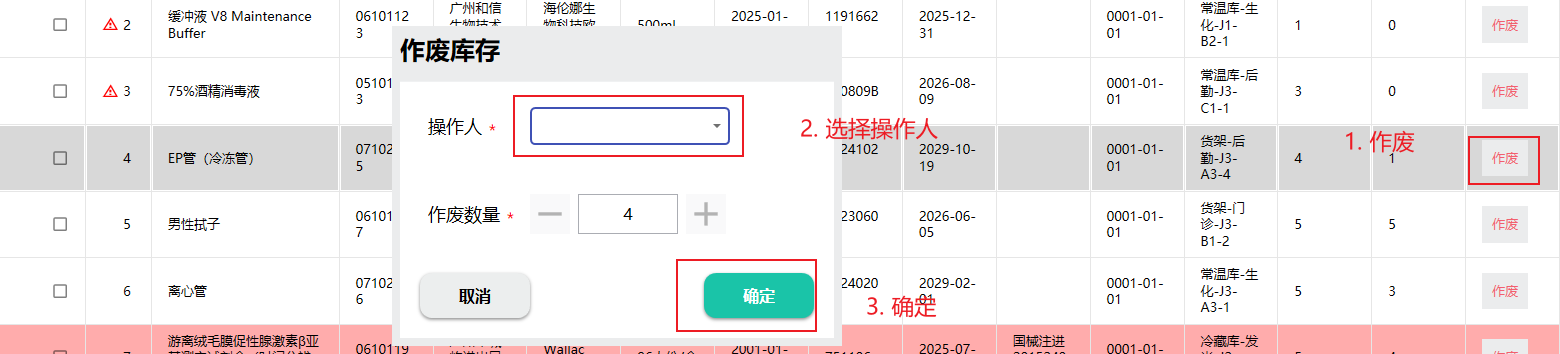 2
缓冲液 V8 Maintenance
Buffer
0610112
3
广州和信
生物技术
海伦娜生
物科技欧
500ml
2025-01-
1191662
2025-12-
31
0001-01-
01
常温库-生
化-J1-
B2-1
1
0
作废
作废库存
3
75%酒精消毒液
0510
3
0809B
2026-08-
09
0001-01-
01
常温库-后
勤-J3-
C1-1
3
0
作废
操作人 *
2. 选择操作人
1. 作废
4
EP管（冷冻管）
07102
5
24102
2029-10-
19
0001-01-
01
货架-后
勤-J3-
A3-4
4
1
作废
作废数量 *
4
5
男性拭子
06101
7
23060
2026-06-
05
0001-01-
01
货架-门
诊-J3-
B1-2
5
5
作废
取消
确定
3. 确定
6
离心管
07102
6
24020
2029-02-
01
0001-01-
01
常温库-生
化-J3-
A3-1
5
3
作废
游离绒毛膜促性腺激素β亚
0610119
Wallac
2001-01-
2025-07-
国械注进
冷藏库-发